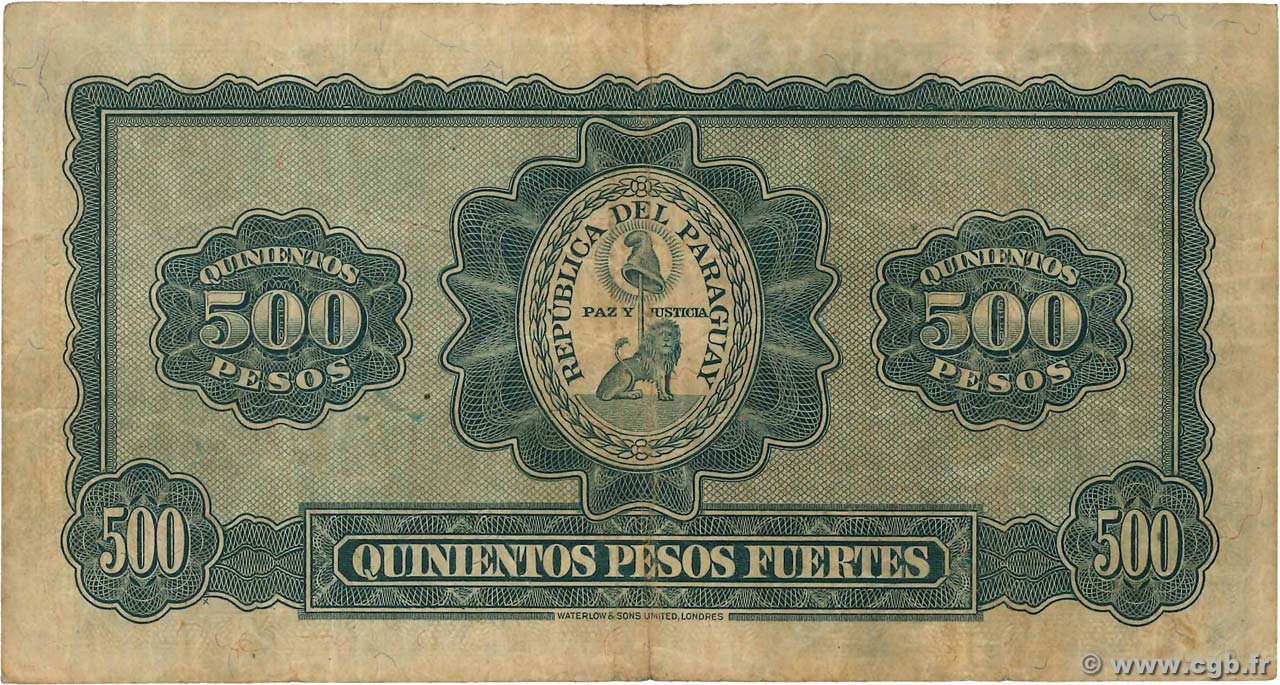 REPÚBLICA DEL PARAGUAY
PAZ Y JUSTICIA
QUINIENTOS
500
PESOS
QUINIENTOS
500
PESOS
500
QUINIENTOS PESOS FUERTES
500
WATERLOW & SONS LIMITED, LONDRES
© www.cgb.fr